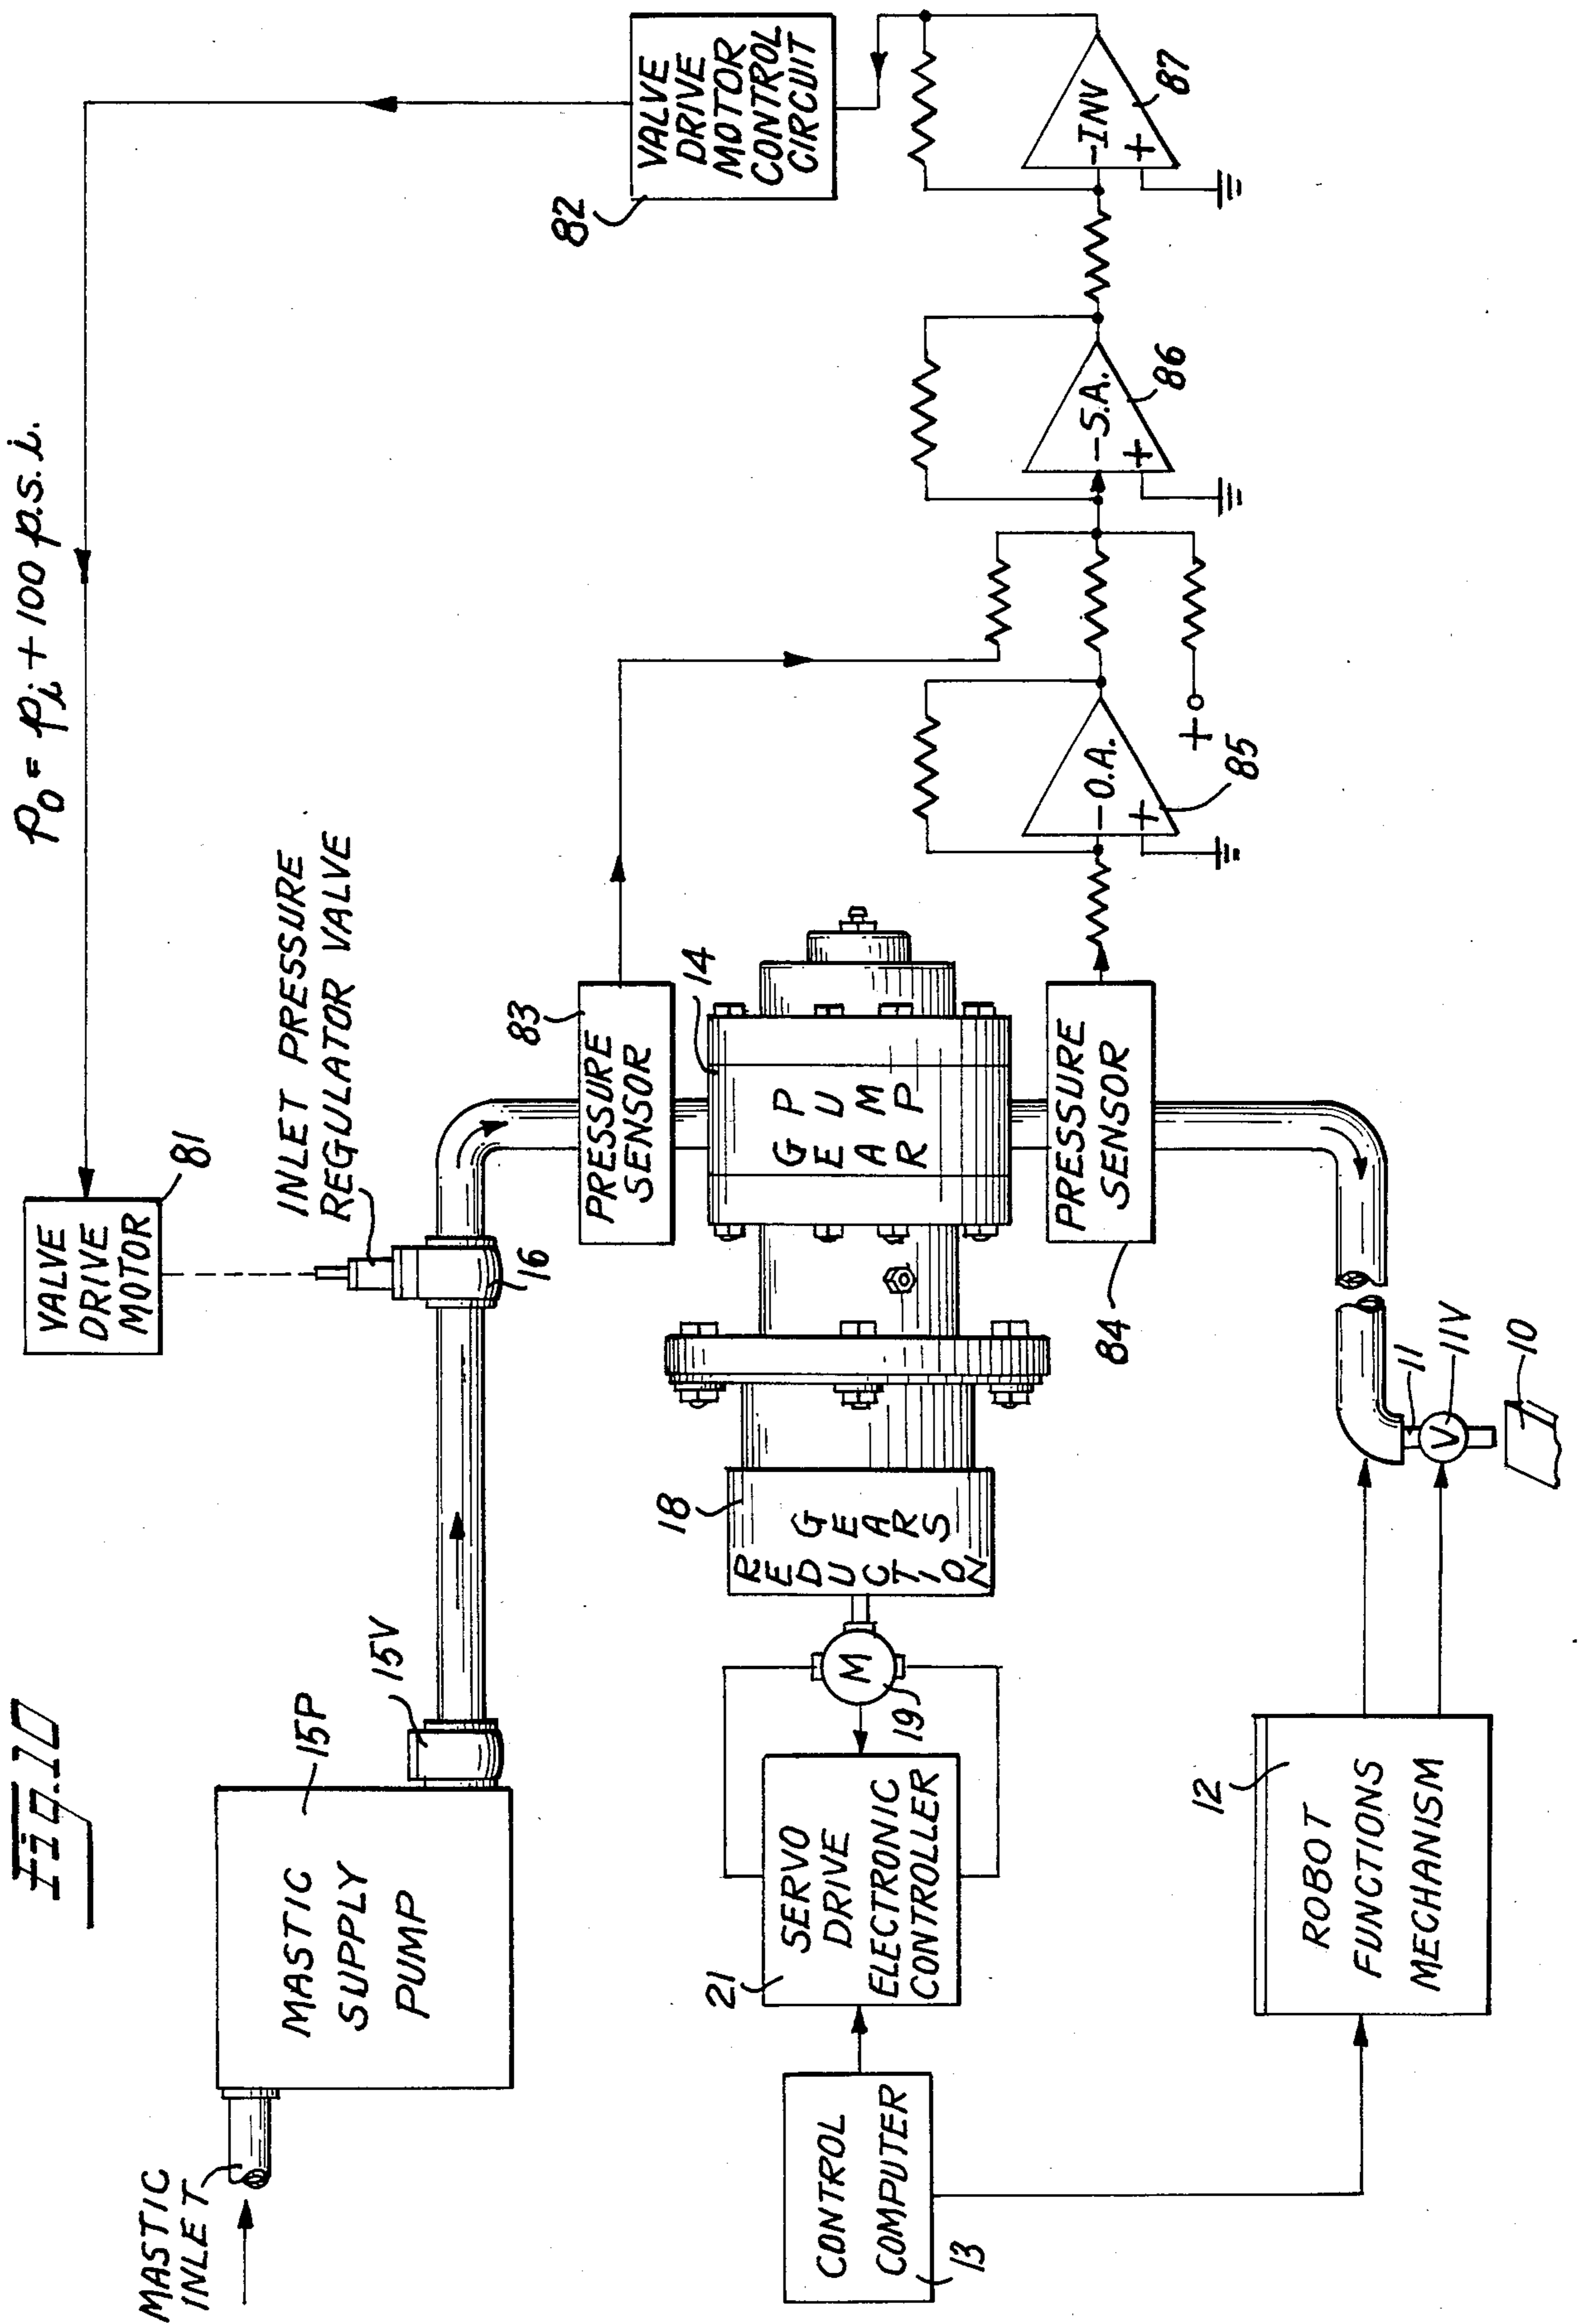 Fig. 10
MASTIC
INLET
MASTIC
SUPPLY
PUMP
15P
15V
VALVE
DRIVE
MOTOR
81
INLET PRESSURE
REGULATOR VALVE
16
Po = pi + 100 p.s.i.
VALVE
DRIVE
MOTOR
CONTROL
CIRCUIT
82
PRESSURE
SENSOR
83
GEAR
PUMP
14
PRESSURE
SENSOR
84
REDUCTION
GEARS
18
M
19
SERVO
DRIVE
ELECTRONIC
CONTROLLER
21
CONTROL
COMPUTER
13
ROBOT
FUNCTIONS
MECHANISM
12
11
V
11V
10
-O.A.
+
85
+
-S.A.
+
86
-INV
+
87